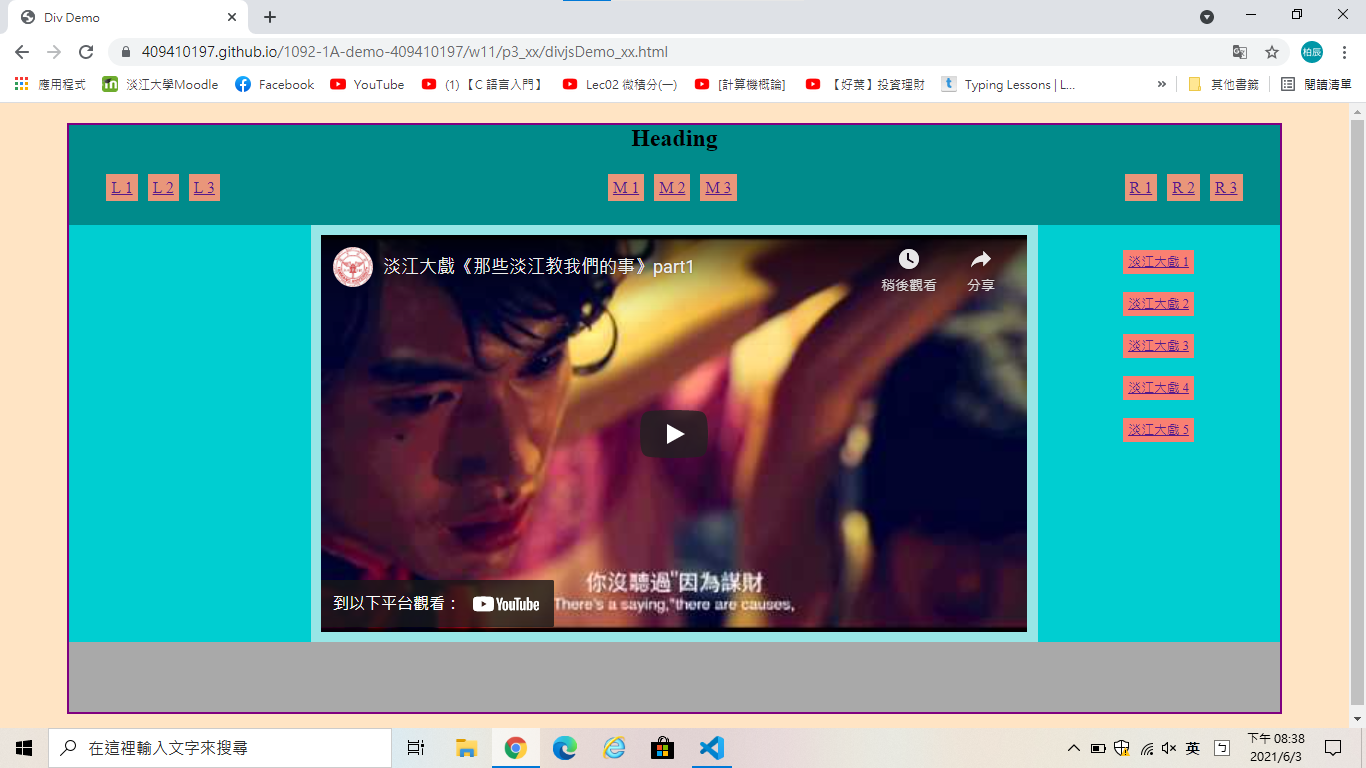 Div Demo
409410197.github.io/1092-1A-demo-409410197/w11/p3_xx/divjsDemo_xx.html
柏辰
應用程式
淡江大學Moodle
Facebook
YouTube
(1)【C 語言入門】
Lec02 微積分(一)
[計算機概論]
【好葉】投資理財
Typing Lessons | L...
»
其他書籤
閱讀清單
Heading
L 1 L 2 L 3
M 1 M 2 M 3
R 1 R 2 R 3
淡江大戲《那些淡江教我們的事》part1
稍後觀看
分享
淡江大戲 1
淡江大戲 2
淡江大戲 3
淡江大戲 4
淡江大戲 5
你沒聽過"因為謀財
There's a saying,"there are causes,
到以下平台觀看： YouTube
在這裡輸入文字來搜尋
英
ㄅ
下午 08:38
2021/6/3